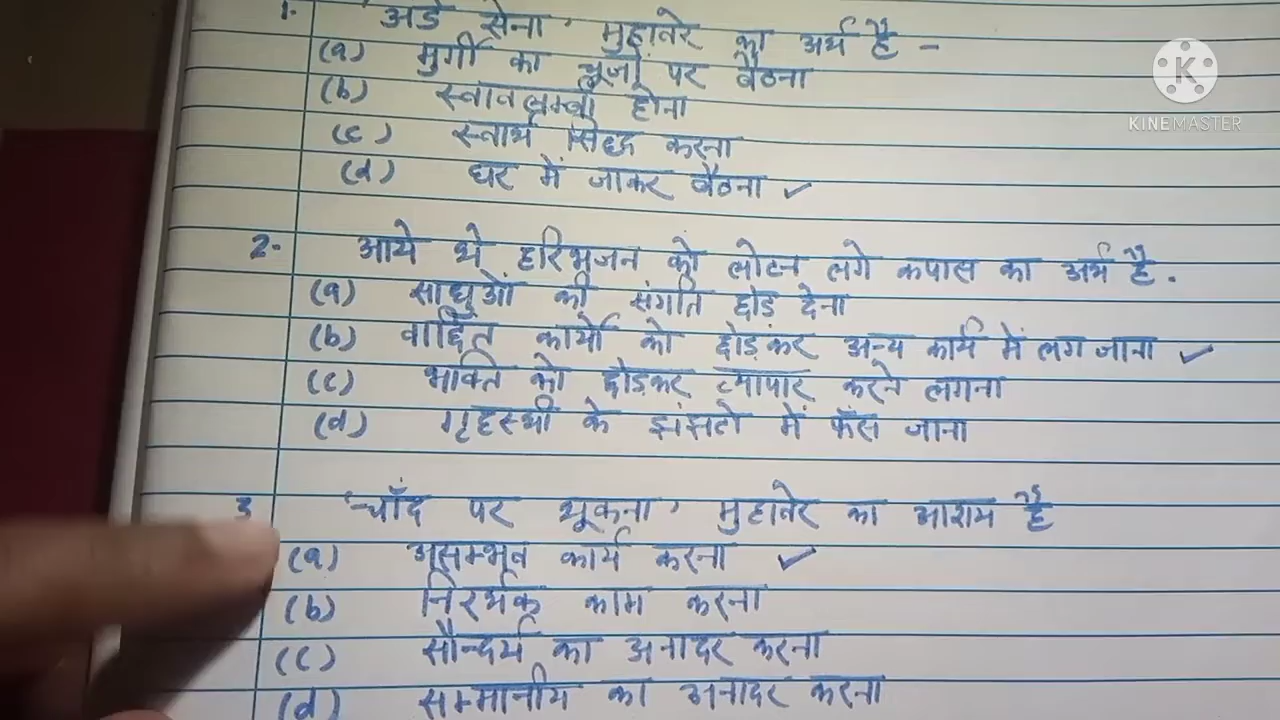 1. 'अडे सेना' मुहावरे का अर्थ है -
(a) मुर्गी का चूजों पर बैठना
(b) स्वावलम्बी होना
(c) स्वार्थ सिद्ध करना
(d) घर में जाकर बैठना ✓
2- आये थे हरिभजन को लोटन लगे कपास का अर्थ है.
(a) साधुओं की संगति छोड़ देना
(b) वांछित कार्यो को छोड़कर अन्य कार्य में लग जाना ✓
(c) भक्ति को छोड़कर व्यापार करने लगना
(d) गृहस्थी के झंझटो में फँस जाना
3 'चाँद पर थूकना' मुहावरे का आशय है
(a) असम्भव कार्य करना ✓
(b) निरर्थक काम करना
(c) सौन्दर्य का अनादर करना
(d) सम्मानीय का अनादर करना
K
KINEMASTER